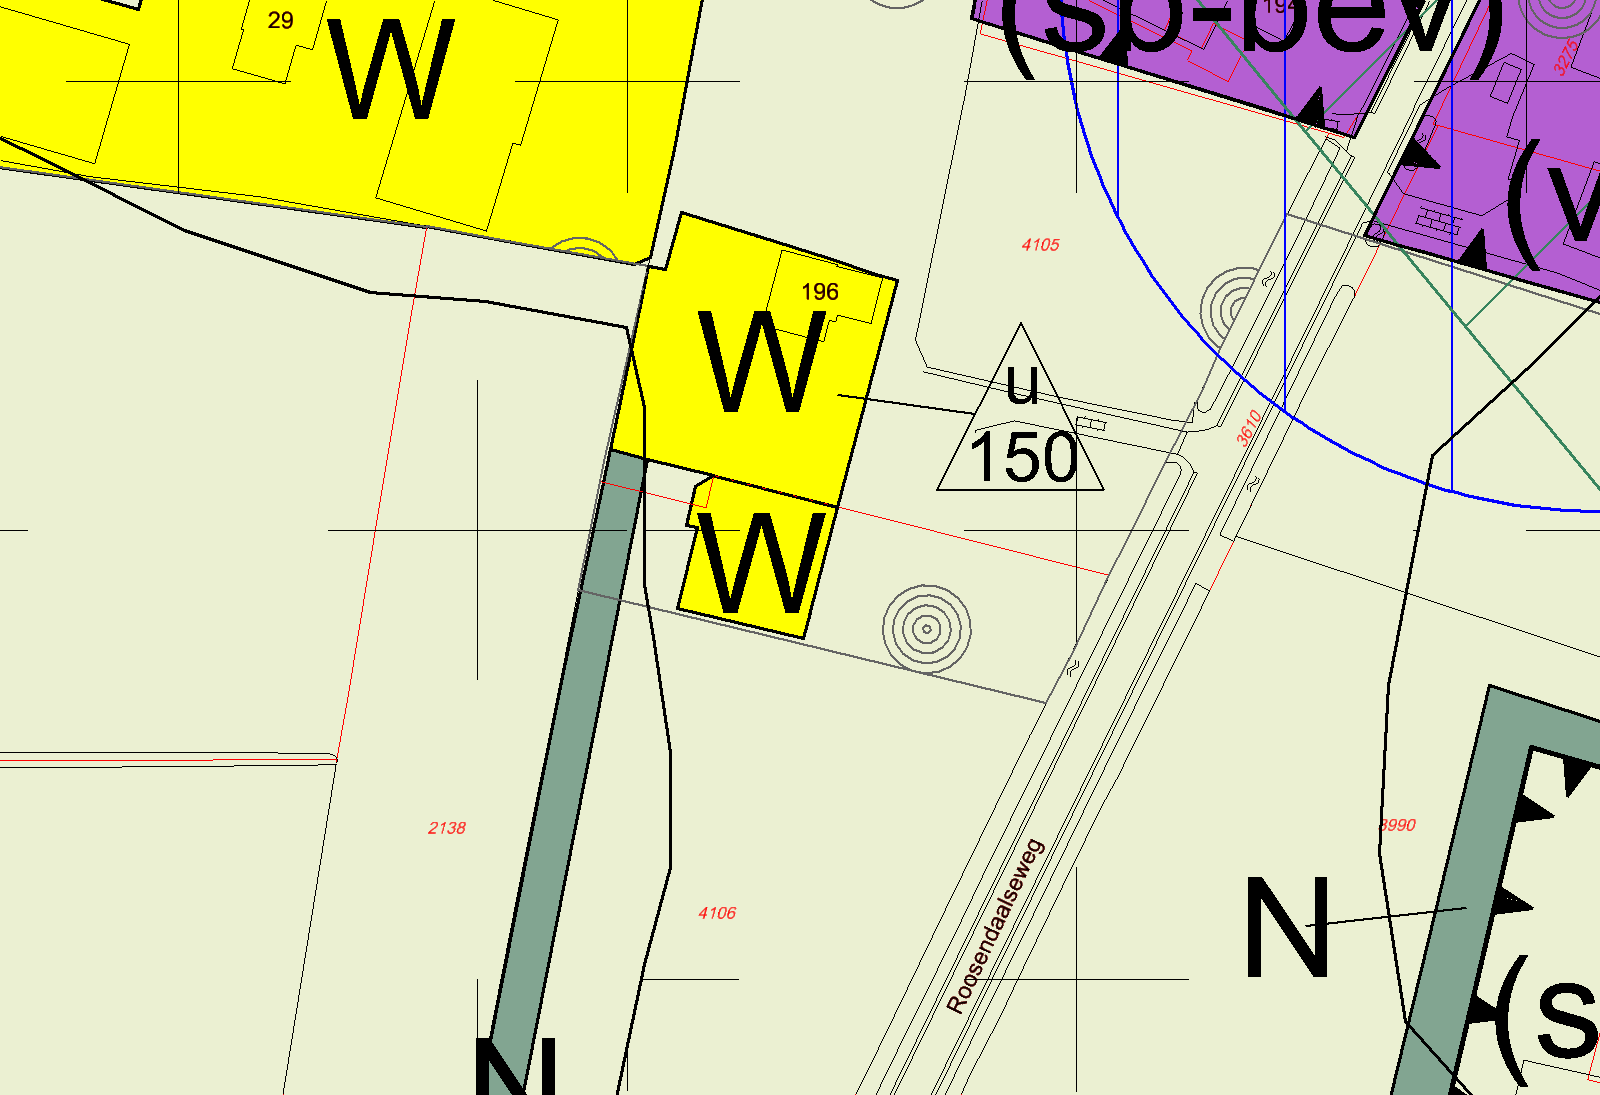 29
W
(sp-bev)
194
3275
(v
4105
196
W
u
150
3610
W
2138
3990
4106
Roosendaalseweg
N
(s
N